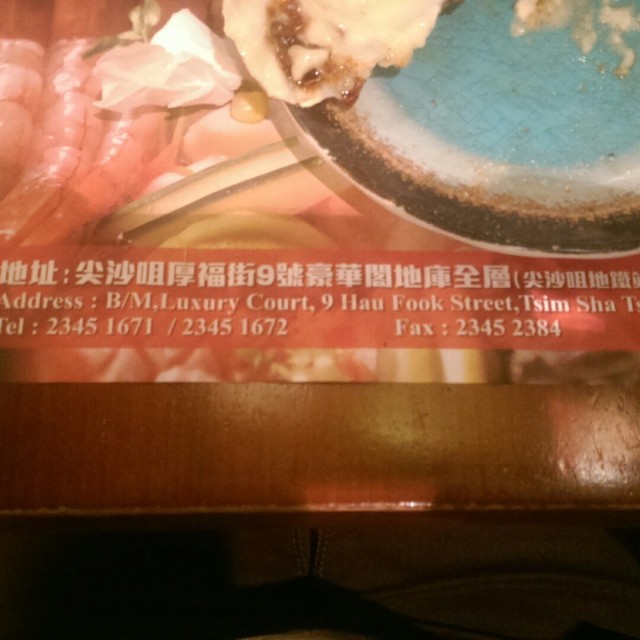 地址：尖沙咀厚福街9號豪華閣地庫全層(尖沙咀地鐵
Address : B/M,Luxury Court, 9 Hau Fook Street,Tsim Sha
Tel : 2345 1671 / 2345 1672 Fax : 2345 2384